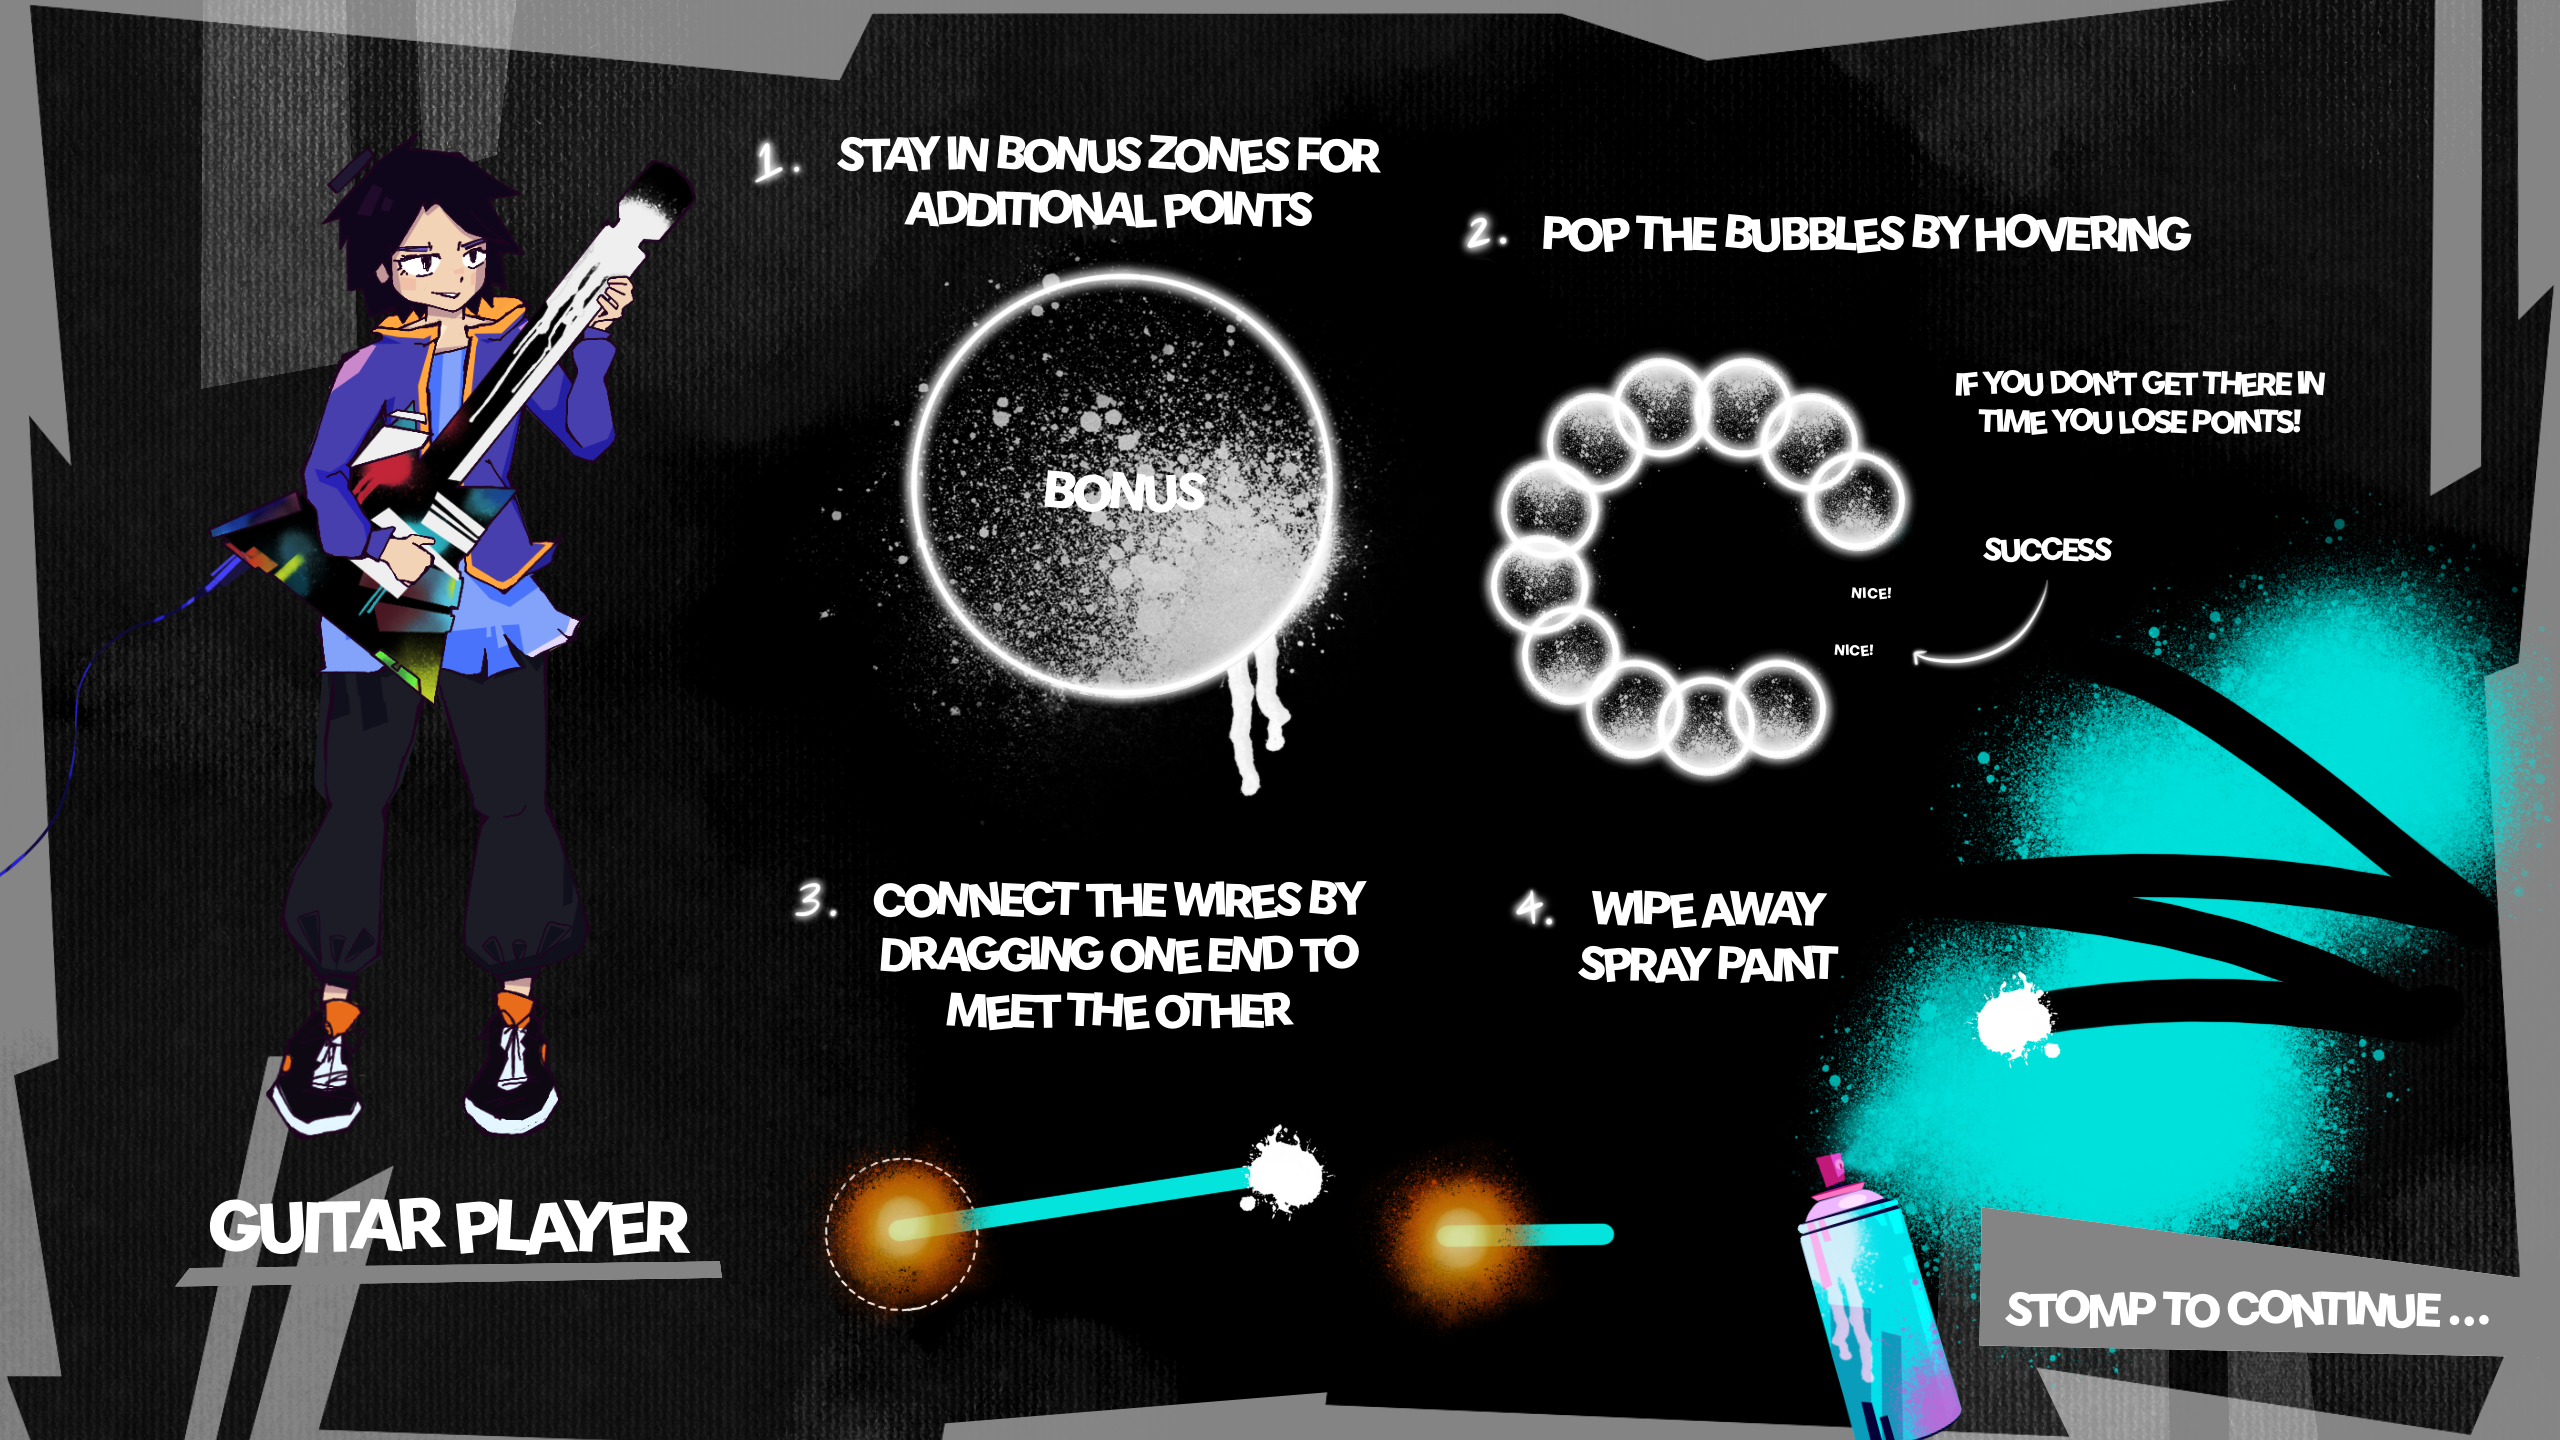 1. STAY IN BONUS ZONES FOR
ADDITIONAL POINTS
BONUS
2. POP THE BUBBLES BY HOVERING
IF YOU DON'T GET THERE IN
TIME YOU LOSE POINTS!
SUCCESS
NICE!
NICE!
3. CONNECT THE WIRES BY
DRAGGING ONE END TO
MEET THE OTHER
4. WIPE AWAY
SPRAY PAINT
GUITAR PLAYER
STOMP TO CONTINUE ...